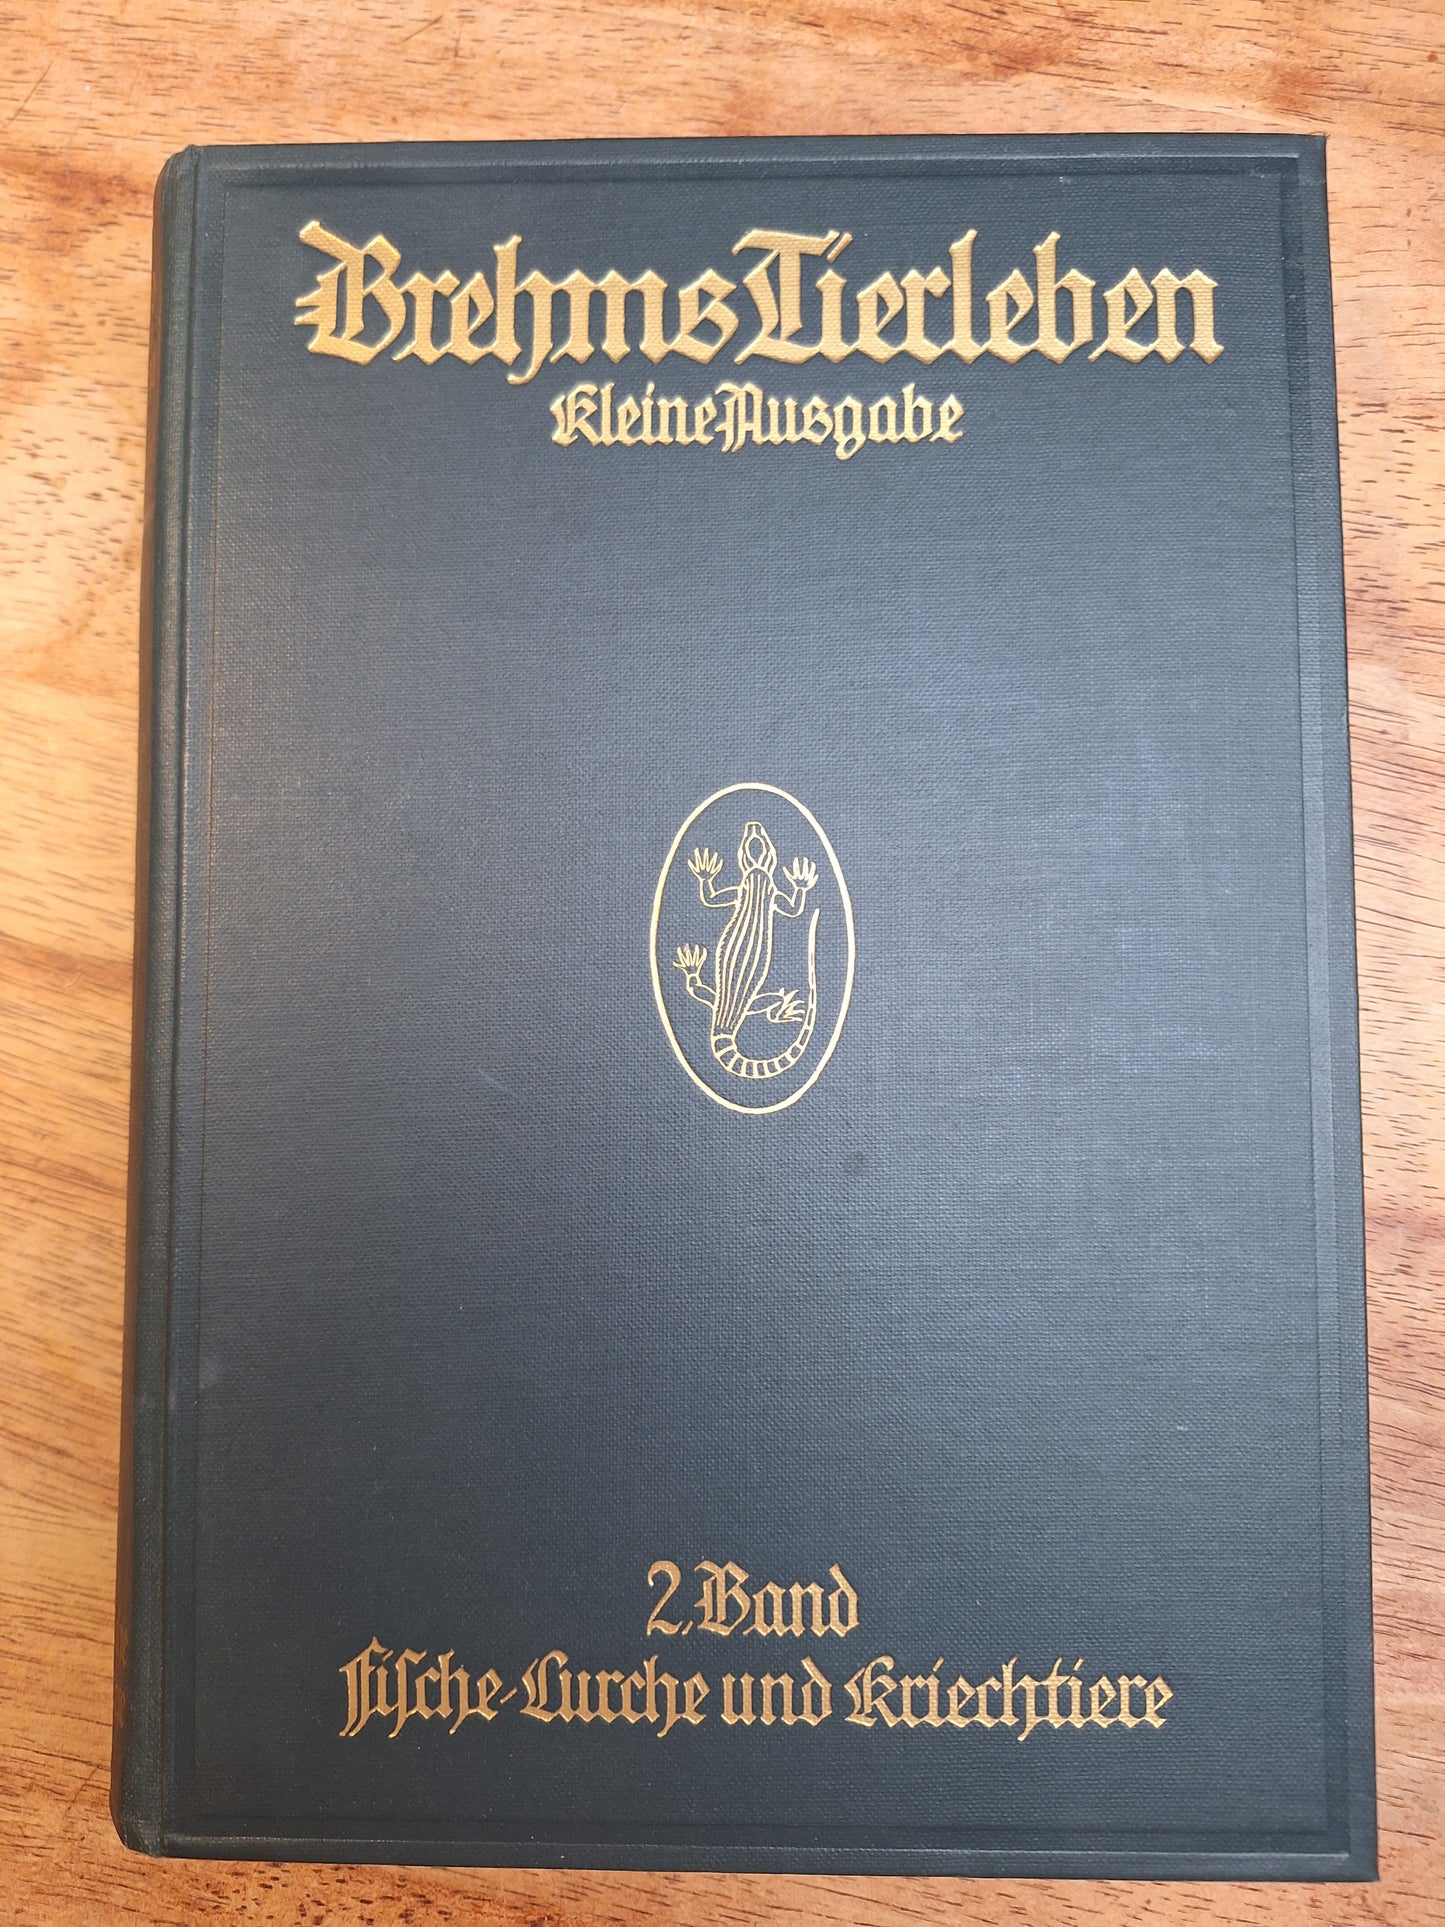 Brehms Tierleben
Kleine Ausgabe
2. Band
Fiſche-Lurche und Kriechtiere